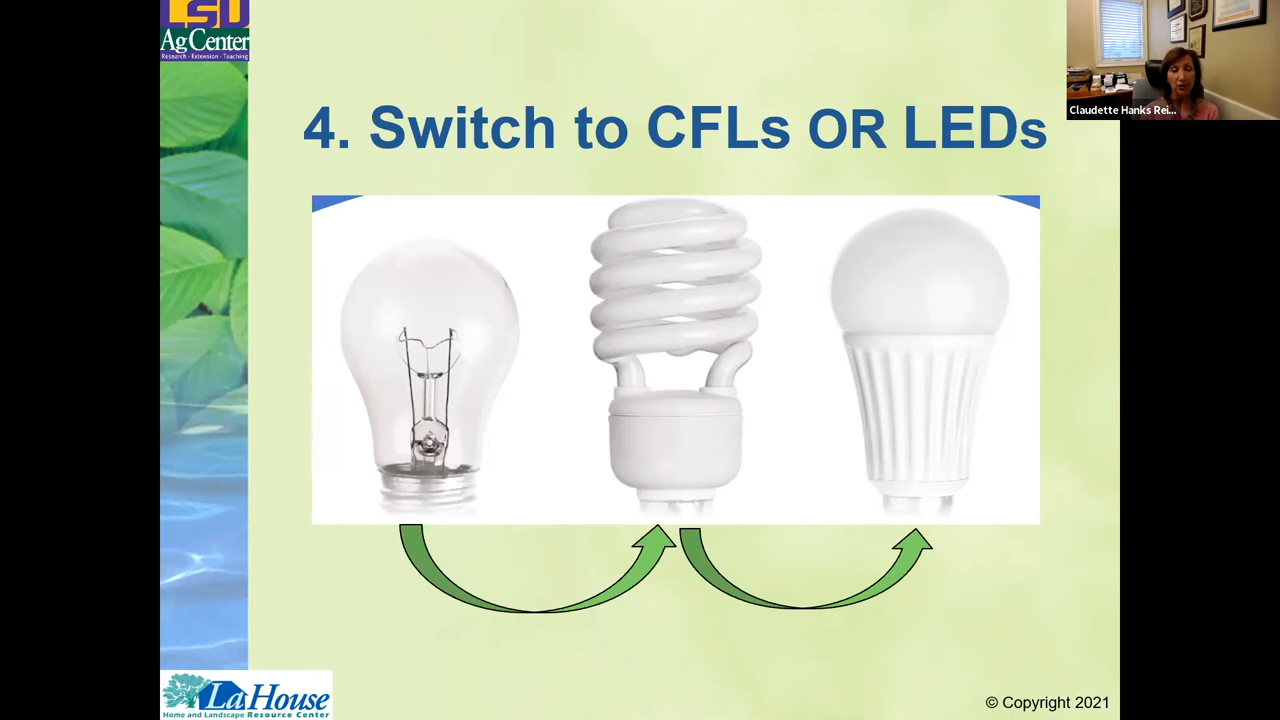 LSU
AgCenter
Research · Extension · Teaching
Claudette Hanks Rei...
4. Switch to CFLs OR LEDs
LaHouse
Home and Landscape Resource Center
© Copyright 2021